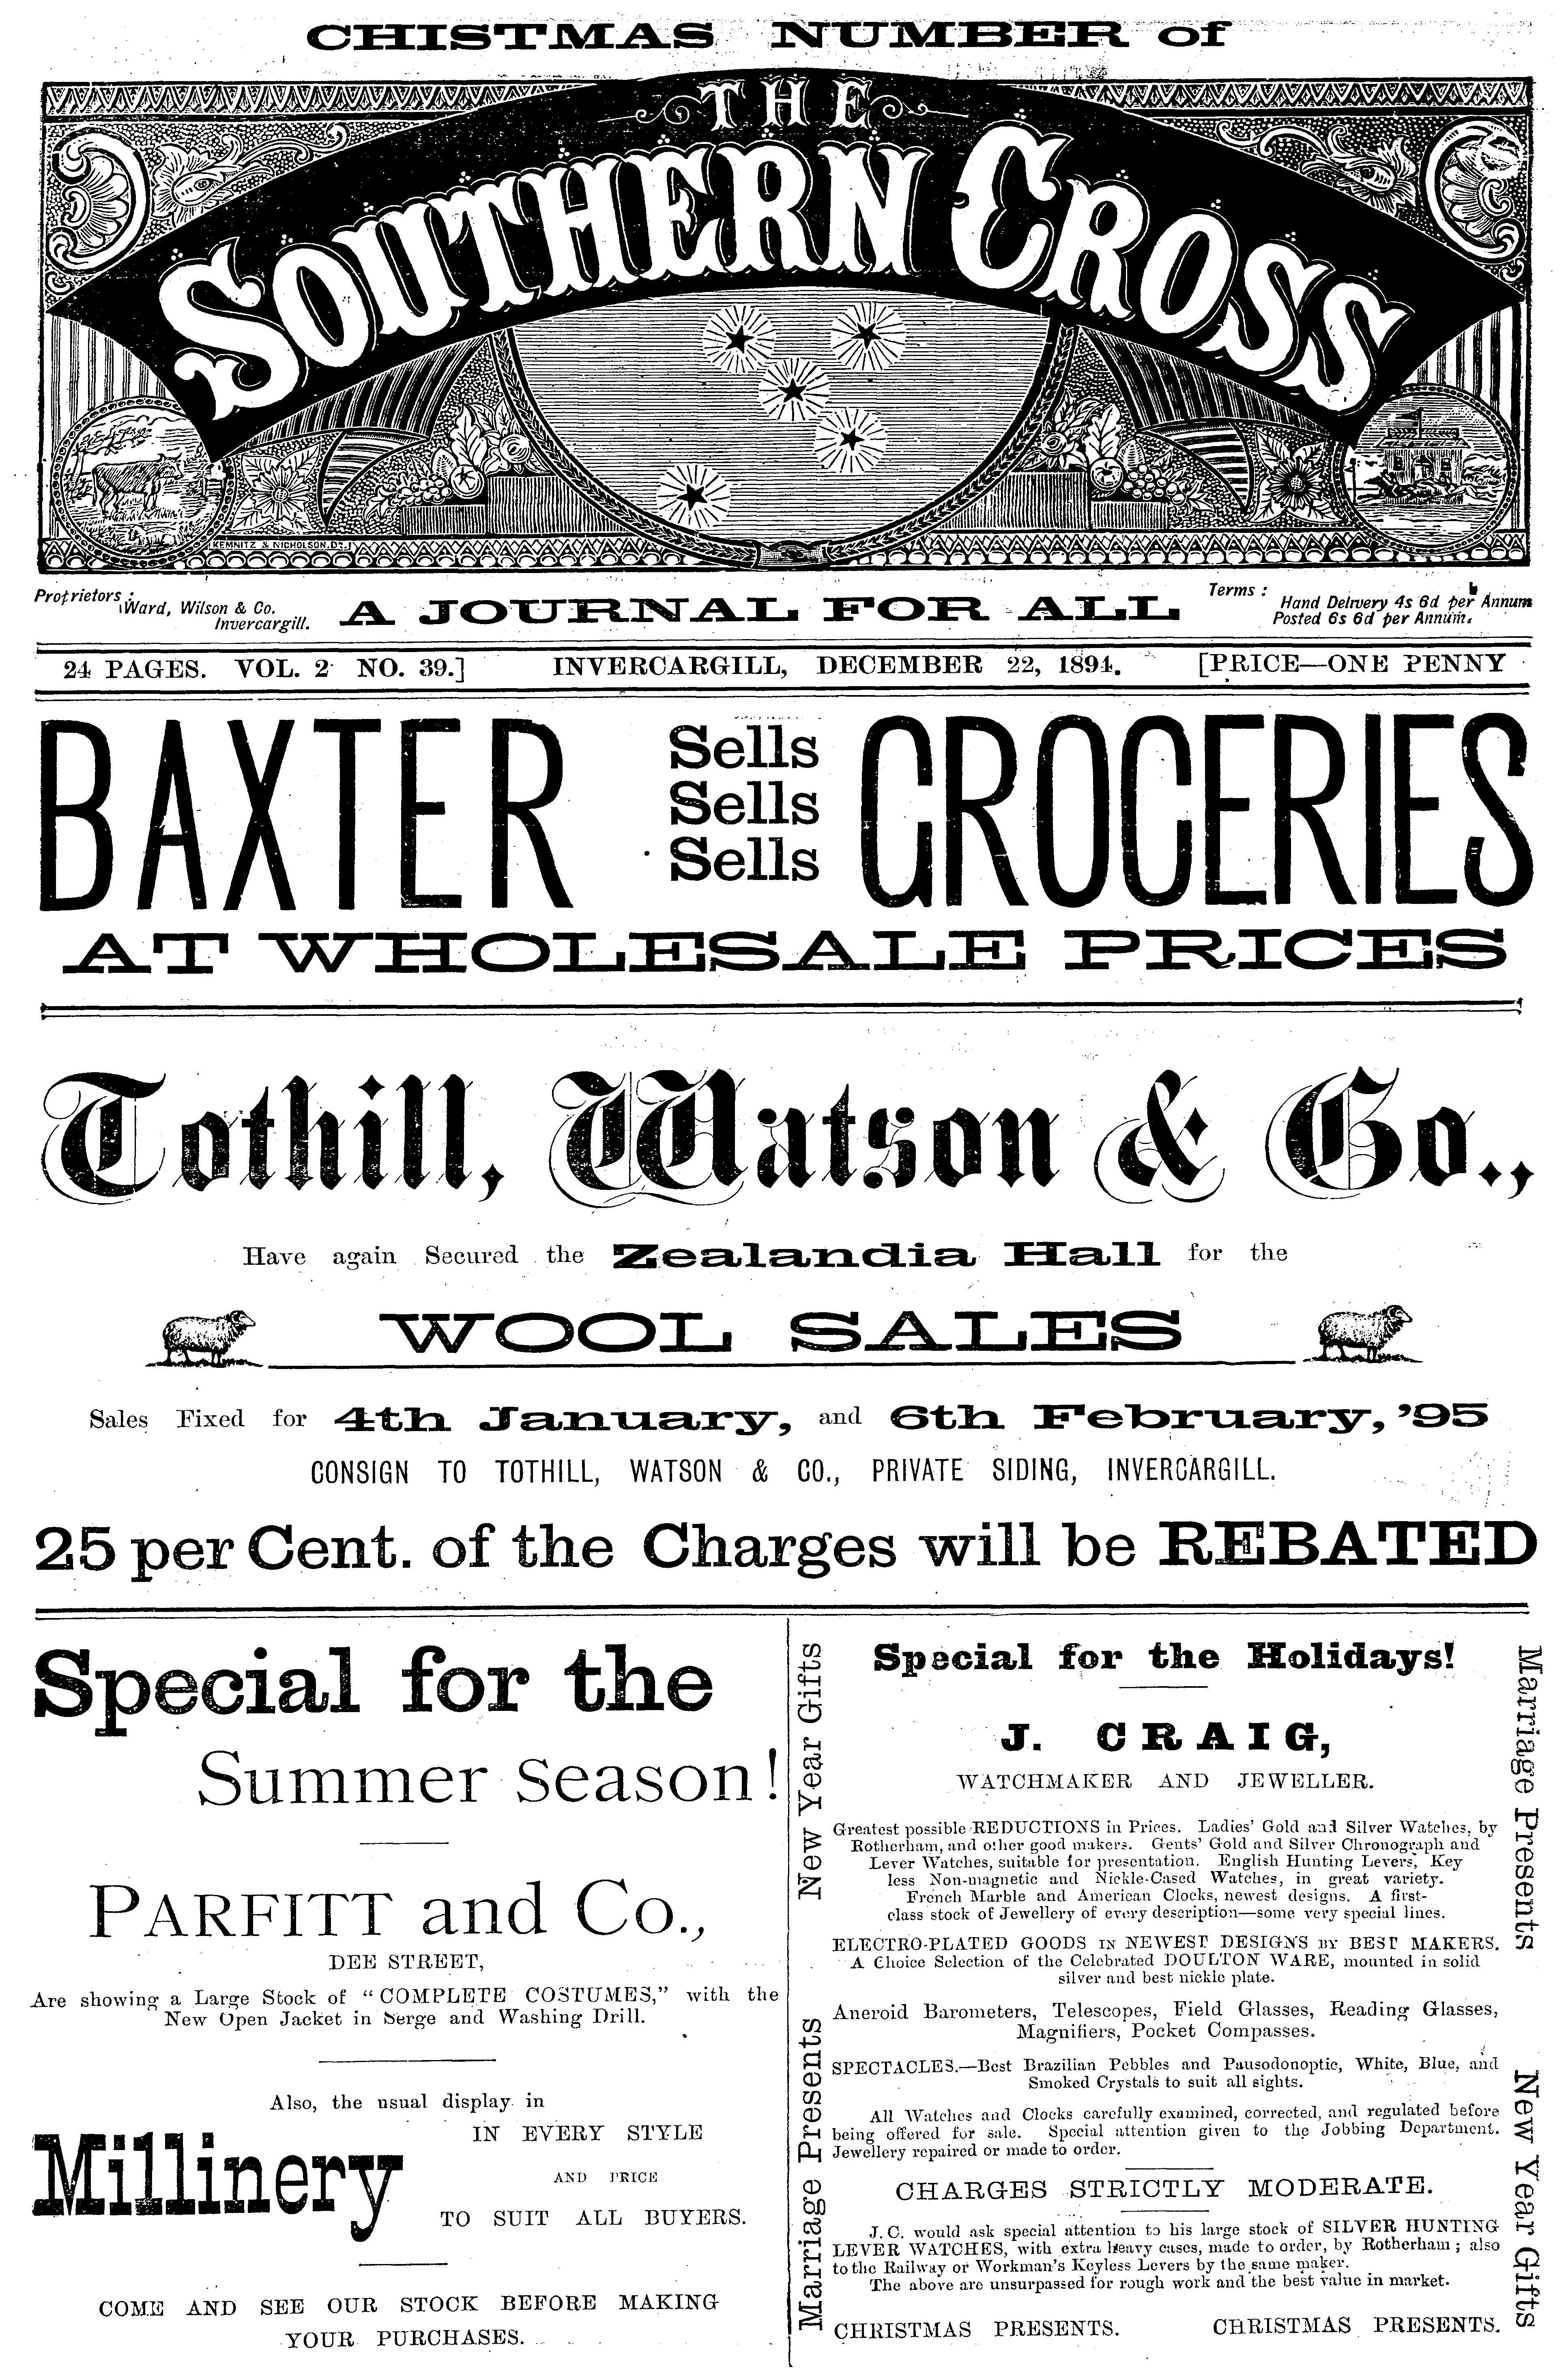 CHISTMAS NUMBER of
THE
SOUTHERN CROSS
KEMNITZ & NICHOLSON. DN.
Proprietors :
Ward, Wilson & Co.
Invercargill.
A JOURNAL FOR ALL
Terms :
Hand Delivery 4s 6d per Annum
Posted 6s 6d per Annum.
24 PAGES. VOL. 2 NO. 39.] INVERCARGILL, DECEMBER 22, 1894. [PRICE—ONE PENNY
BAXTER Sells GROCERIES
Sells
Sells
AT WHOLESALE PRICES
Tothill, Watson & Co.,
Have again Secured the Zealandia Hall for the
WOOL SALES
Sales Fixed for 4th January, and 6th February, '95
CONSIGN TO TOTHILL, WATSON & CO., PRIVATE SIDING, INVERCARGILL.
25 per Cent. of the Charges will be REBATED
Special for the
Summer season!
PARFITT and Co.,
DEE STREET,
Are showing a Large Stock of "COMPLETE COSTUMES," with the
New Open Jacket in Serge and Washing Drill.
Also, the usual display in
Millinery
IN EVERY STYLE
AND PRICE
TO SUIT ALL BUYERS.
COME AND SEE OUR STOCK BEFORE MAKING
YOUR PURCHASES.
New Year Gifts
Marriage Presents
Special for the Holidays!
J. CRAIG,
WATCHMAKER AND JEWELLER.
Greatest possible REDUCTIONS in Prices. Ladies' Gold and Silver Watches, by
Rotherham, and other good makers. Gents' Gold and Silver Chronograph and
Lever Watches, suitable for presentation. English Hunting Levers, Key
less Non-magnetic and Nickle-Cased Watches, in great variety.
French Marble and American Clocks, newest designs. A first-
class stock of Jewellery of every description—some very special lines.
ELECTRO-PLATED GOODS IN NEWEST DESIGNS BY BEST MAKERS.
A Choice Selection of the Celebrated DOULTON WARE, mounted in solid
silver and best nickle plate.
Aneroid Barometers, Telescopes, Field Glasses, Reading Glasses,
Magnifiers, Pocket Compasses.
SPECTACLES.—Best Brazilian Pebbles and Pausodonoptic, White, Blue, and
Smoked Crystals to suit all sights.
All Watches and Clocks carefully examined, corrected, and regulated before
being offered for sale. Special attention given to the Jobbing Department.
Jewellery repaired or made to order.
CHARGES STRICTLY MODERATE.
J. C. would ask special attention to his large stock of SILVER HUNTING
LEVER WATCHES, with extra heavy cases, made to order, by Rotherham ; also
to the Railway or Workman's Keyless Levers by the same maker.
The above are unsurpassed for rough work and the best value in market.
CHRISTMAS PRESENTS. CHRISTMAS PRESENTS.
Marriage Presents
New Year Gifts